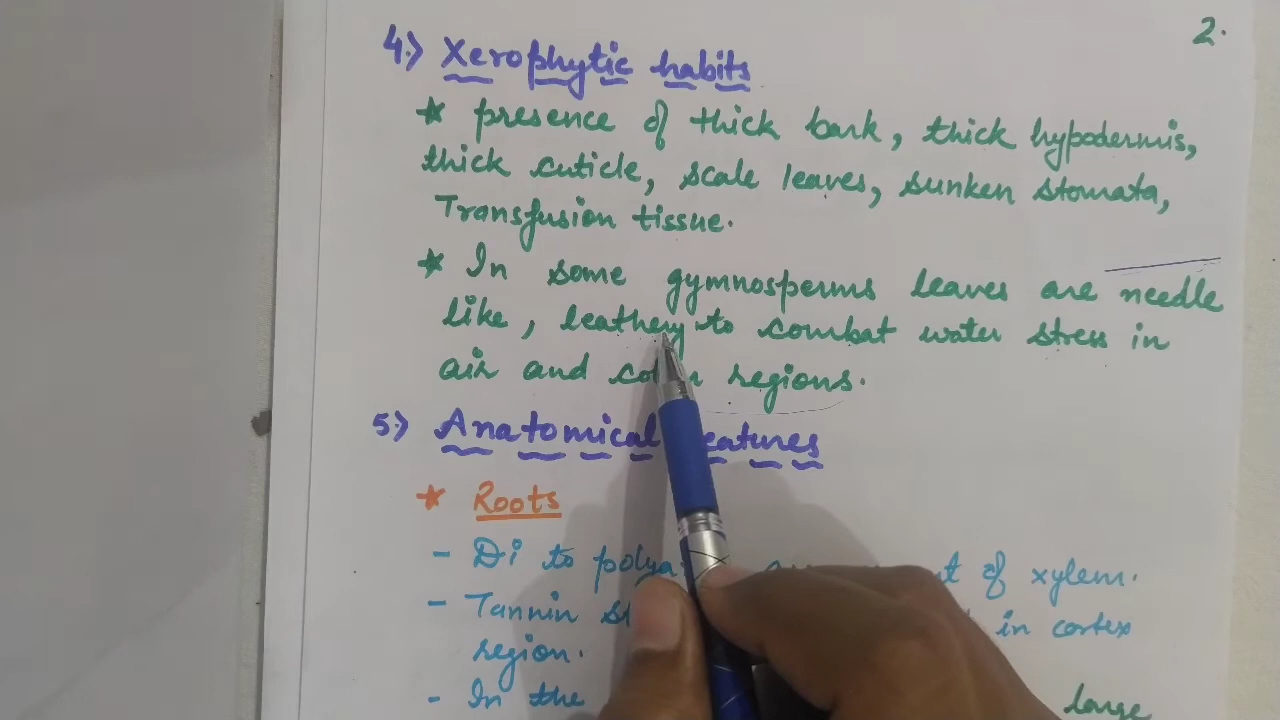 2.
4.) Xerophytic habits
* presence of thick bark, thick hypodermis,
thick cuticle, scale leaves, sunken stomata,
Transfusion tissue.
* In some gymnosperms leaves are needle
like, leathery to combat water stress in
air and regions.
5.) Anatomical
* Roots
- Di to of xylem.
- Tannin in cortex
region.
- In the large